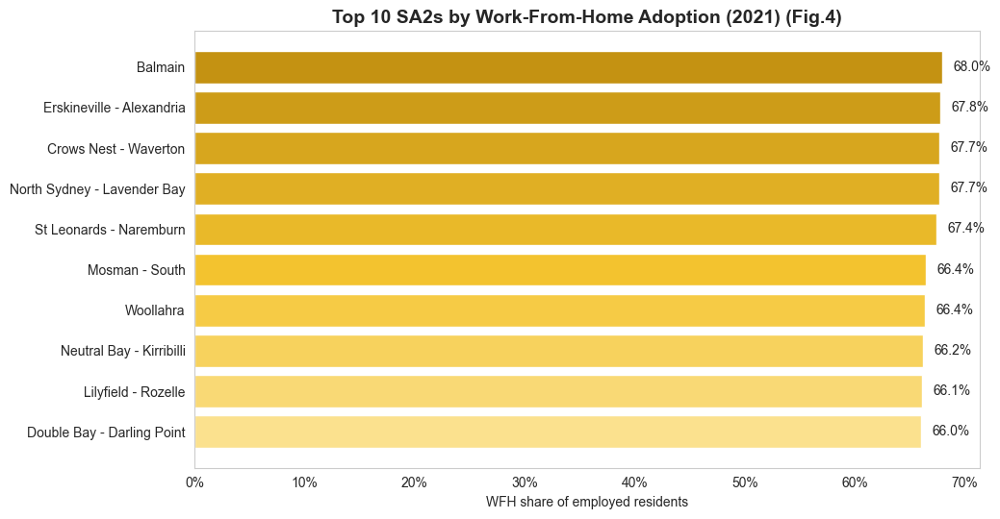 Top 10 SA2s by Work-From-Home Adoption (2021) (Fig.4)
Balmain 68.0%
Erskineville - Alexandria 67.8%
Crows Nest - Waverton 67.7%
North Sydney - Lavender Bay 67.7%
St Leonards - Naremburn 67.4%
Mosman - South 66.4%
Woollahra 66.4%
Neutral Bay - Kirribilli 66.2%
Lilyfield - Rozelle 66.1%
Double Bay - Darling Point 66.0%
0% 10% 20% 30% 40% 50% 60% 70%
WFH share of employed residents